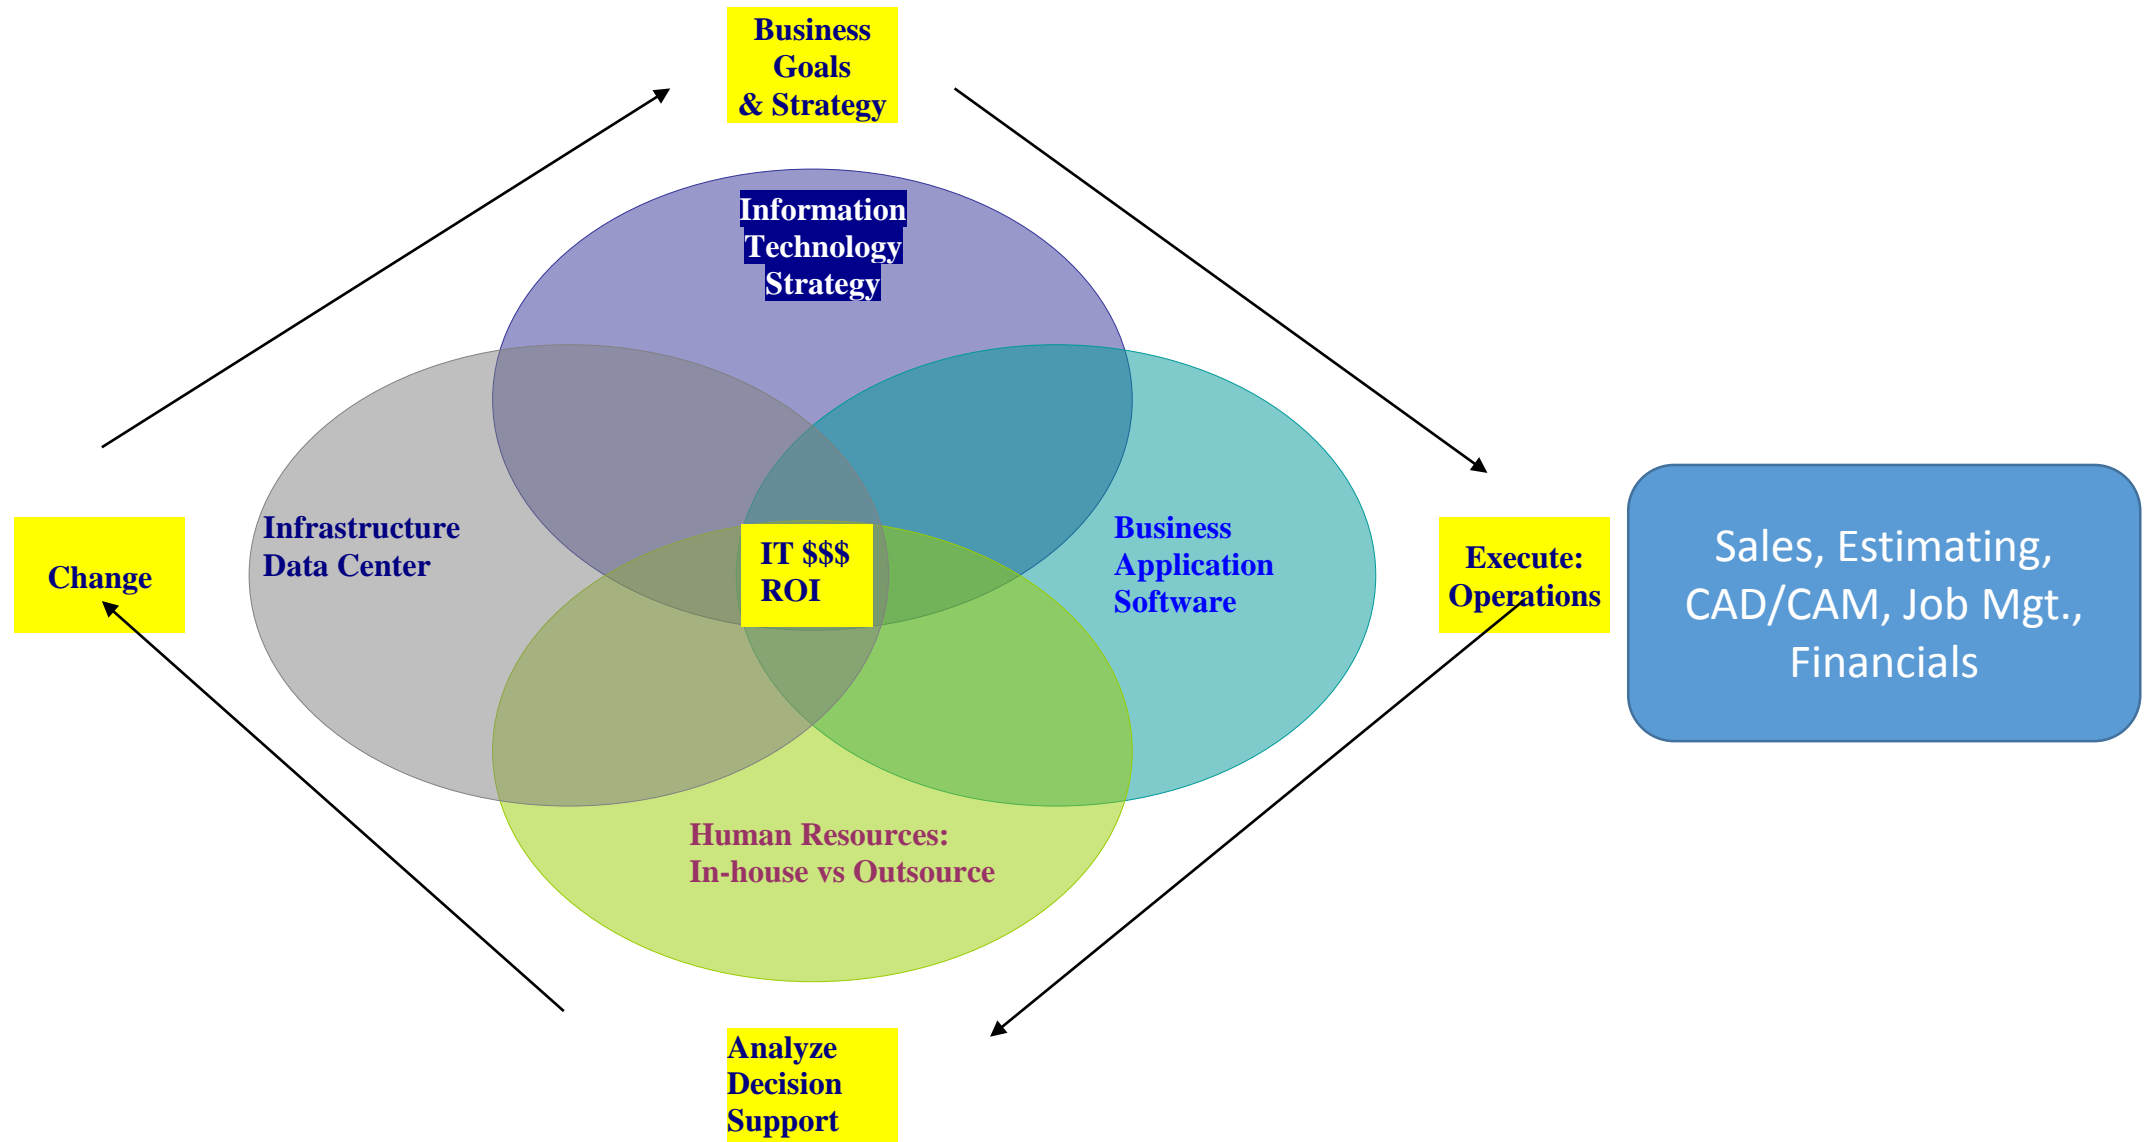 Business
Goals
& Strategy
Information
Technology
Strategy
Infrastructure
Data Center
Business
Application
Software
IT $$$
ROI
Change
Execute:
Operations
Sales, Estimating,
CAD/CAM, Job Mgt.,
Financials
Human Resources:
In-house vs Outsource
Analyze
Decision
Support